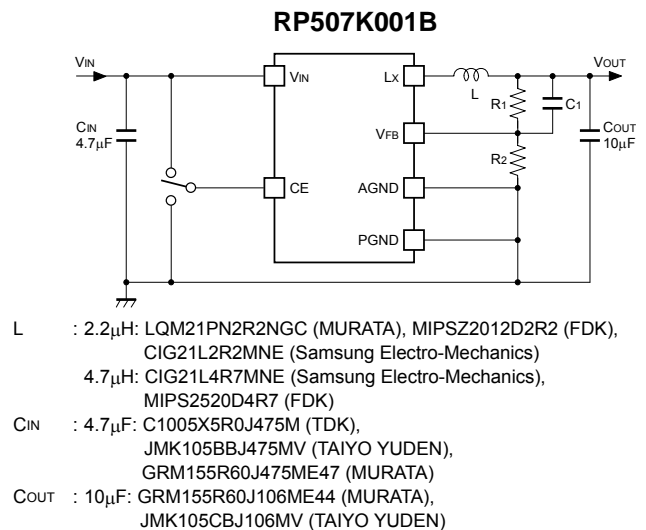 RP507K001B
VIN
VIN
LX
VOUT
L
R1
C1
CIN
4.7μF
VFB
COUT
10μF
R2
CE
AGND
PGND
L : 2.2μH: LQM21PN2R2NGC (MURATA), MIPSZ2012D2R2 (FDK),
CIG21L2R2MNE (Samsung Electro-Mechanics)
4.7μH: CIG21L4R7MNE (Samsung Electro-Mechanics),
MIPS2520D4R7 (FDK)
CIN : 4.7μF: C1005X5R0J475M (TDK),
JMK105BBJ475MV (TAIYO YUDEN),
GRM155R60J475ME47 (MURATA)
COUT : 10μF: GRM155R60J106ME44 (MURATA),
JMK105CBJ106MV (TAIYO YUDEN)